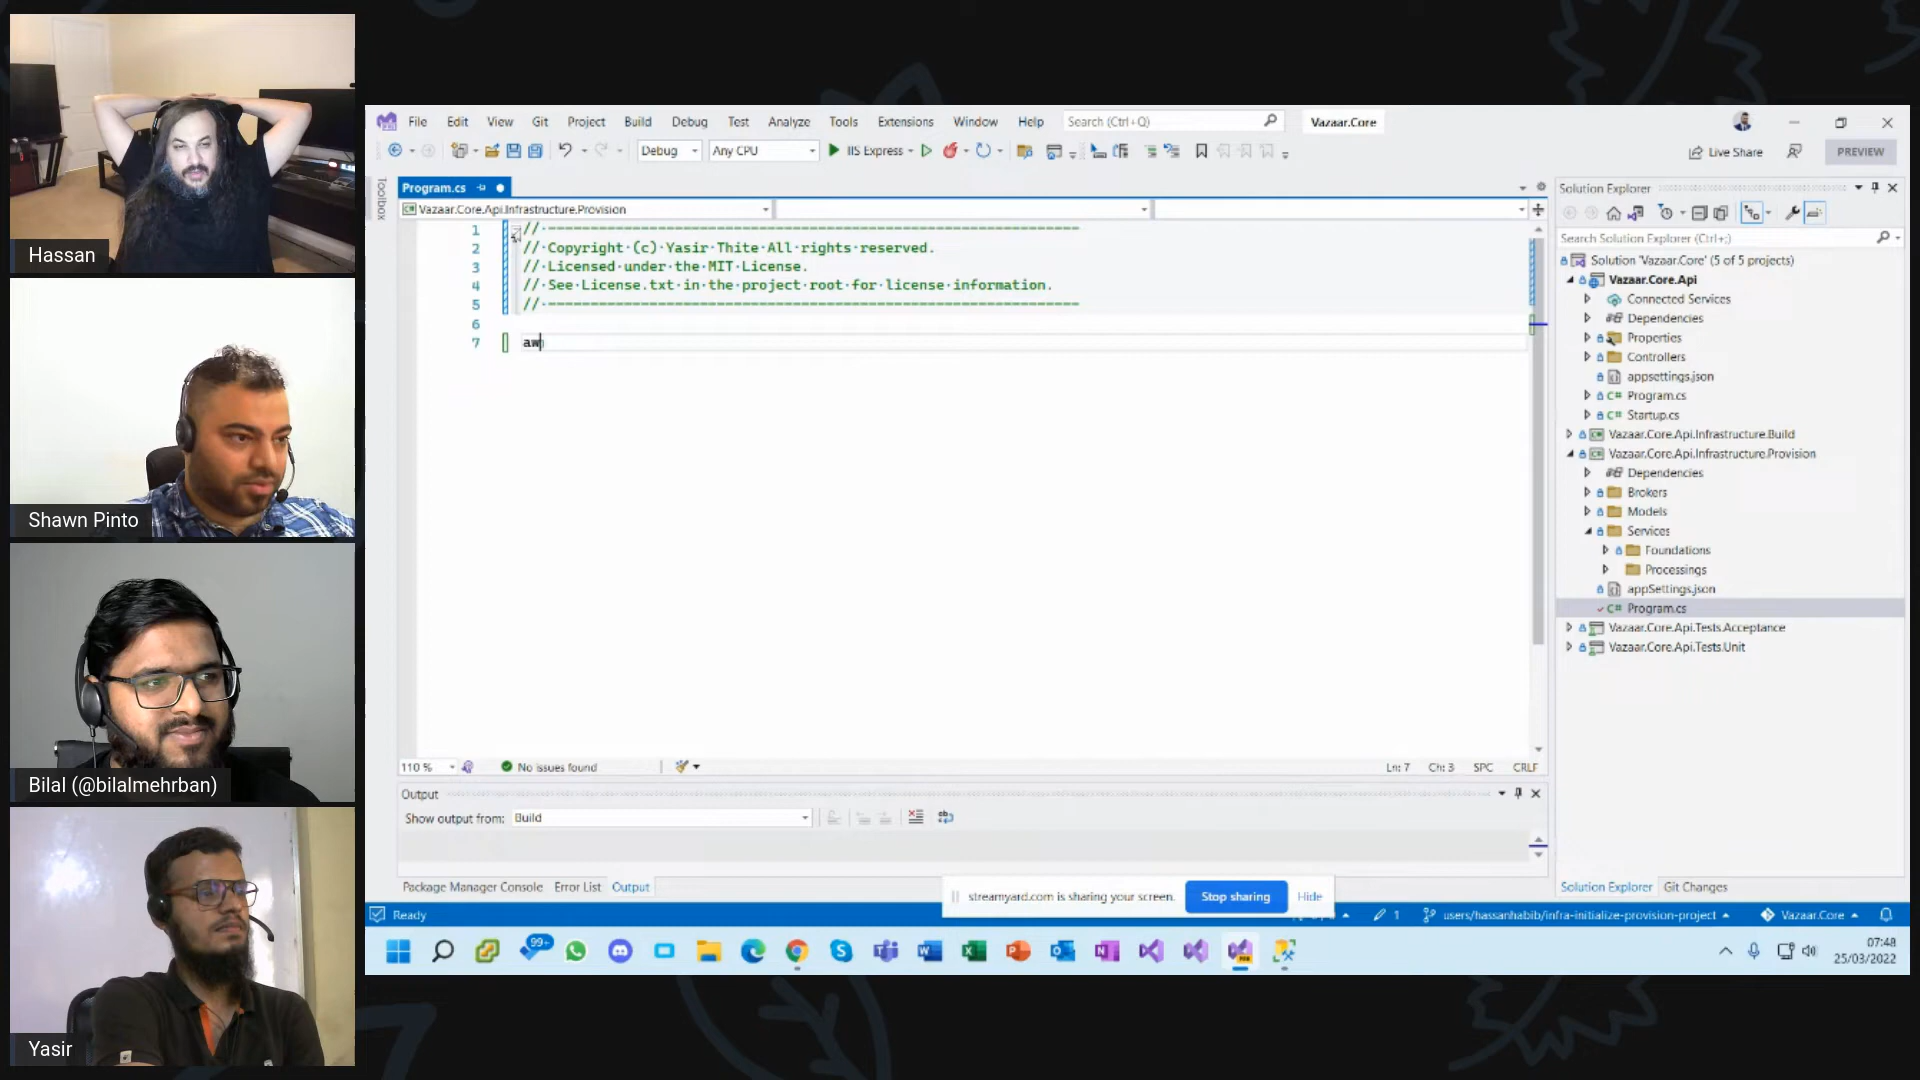 Hassan
Shawn Pinto
Bilal (@bilalmehrban)
Yasir
File Edit View Git Project Build Debug Test Analyze Tools Extensions Window Help Search (Ctrl+Q) Vazaar.Core
Debug Any CPU IIS Express Live Share PREVIEW
Toolbox
Program.cs
Vazaar.Core.Api.Infrastructure.Provision
1 // ---------------------------------------------------------------
2 // Copyright (c) Yasir Thite All rights reserved.
3 // Licensed under the MIT License.
4 // See License.txt in the project root for license information.
5 // ---------------------------------------------------------------
6
7 aw
110 % No issues found Ln: 7 Ch: 3 SPC CRLF
Output
Show output from: Build
Package Manager Console Error List Output
Solution Explorer
Search Solution Explorer (Ctrl+;)
Solution 'Vazaar.Core' (5 of 5 projects)
Vazaar.Core.Api
Connected Services
Dependencies
Properties
Controllers
appsettings.json
C# Program.cs
C# Startup.cs
Vazaar.Core.Api.Infrastructure.Build
Vazaar.Core.Api.Infrastructure.Provision
Dependencies
Brokers
Models
Services
Foundations
Processings
appSettings.json
C# Program.cs
Vazaar.Core.Api.Tests.Acceptance
Vazaar.Core.Api.Tests.Unit
Solution Explorer Git Changes
streamyard.com is sharing your screen. Stop sharing Hide
Ready 1 users/hassanhabib/infra-initialize-provision-project Vazaar.Core
99+
07:48
25/03/2022